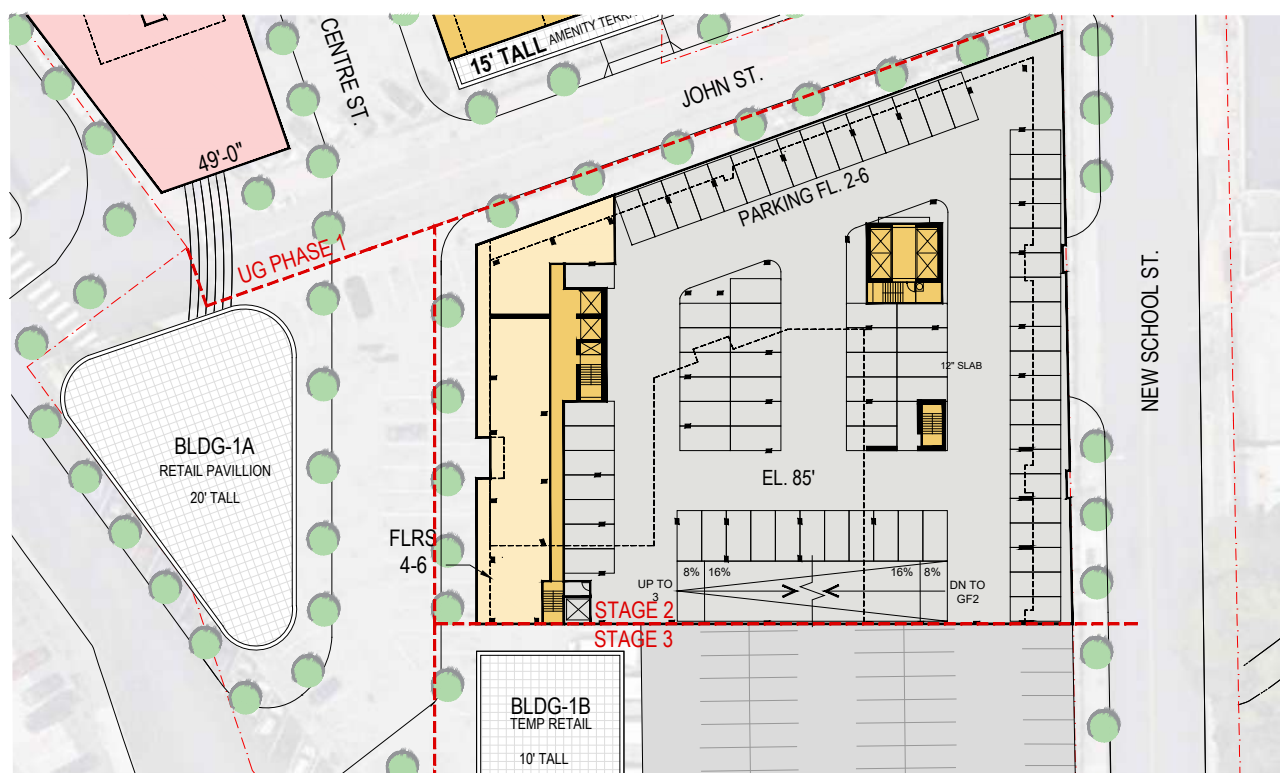 CENTRE ST.
15' TALL
AMENITY TERR
JOHN ST.
49'-0"
PARKING FL. 2-6
UG PHASE 1
NEW SCHOOL ST.
12" SLAB
BLDG-1A
RETAIL PAVILLION
20' TALL
EL. 85'
FLRS
4-6
8%
16%
16%
8%
UP TO
3
DN TO
GF2
STAGE 2
STAGE 3
BLDG-1B
TEMP RETAIL
10' TALL